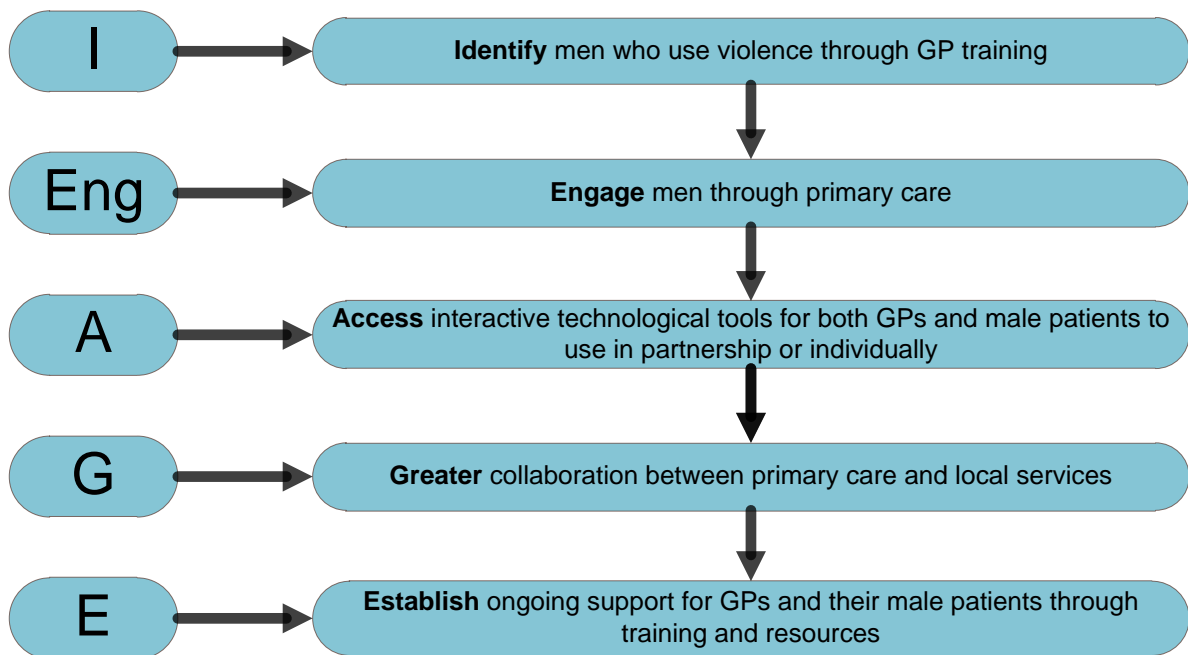 I
Identify men who use violence through GP training
Eng
Engage men through primary care
A
Access interactive technological tools for both GPs and male patients to
use in partnership or individually
G
Greater collaboration between primary care and local services
E
Establish ongoing support for GPs and their male patients through
training and resources